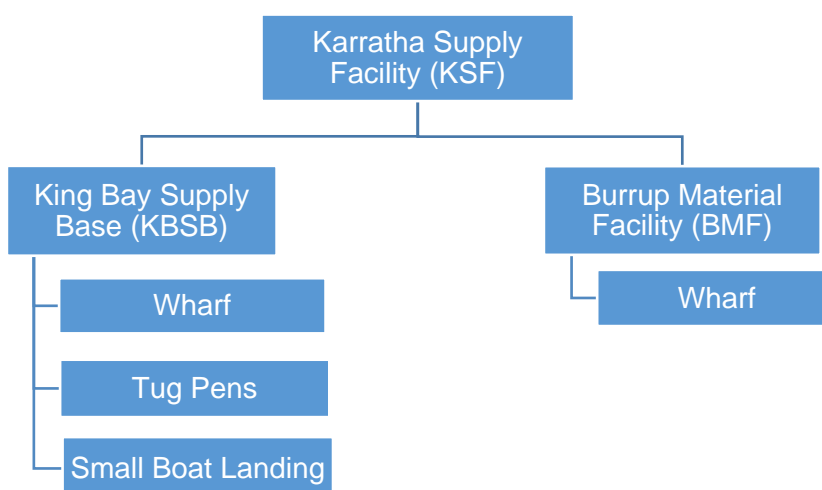 Karratha Supply
Facility (KSF)
King Bay Supply
Base (KBSB)
Wharf
Tug Pens
Small Boat Landing
Burrup Material
Facility (BMF)
Wharf